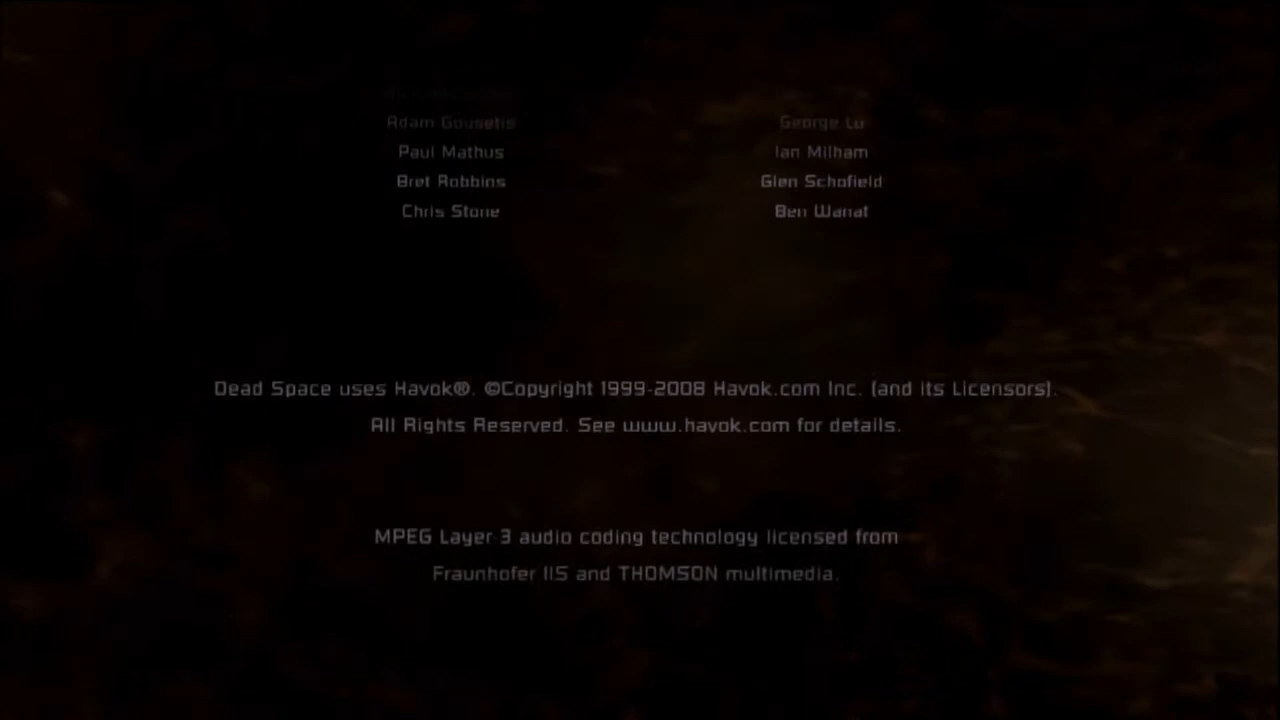 Adam Gousetis George Lu
Paul Mathus Ian Milham
Bret Robbins Glen Schofield
Chris Stone Ben Wanat
Dead Space uses Havok®. ©Copyright 1999-2008 Havok.com Inc. (and its Licensors).
All Rights Reserved. See www.havok.com for details.
MPEG Layer 3 audio coding technology licensed from
Fraunhofer IIS and THOMSON multimedia.